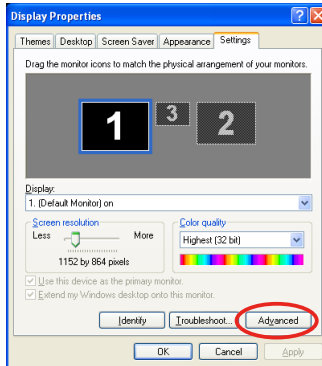 Display Properties
Themes Desktop Screen Saver Appearance Settings
Drag the monitor icons to match the physical arrangement of your monitors.
1 3 2
Display:
1. (Default Monitor) on
Screen resolution
Less More
1152 by 864 pixels
Color quality
Highest (32 bit)
Use this device as the primary monitor.
Extend my Windows desktop onto this monitor.
Identify Troubleshoot... Advanced
OK Cancel Apply